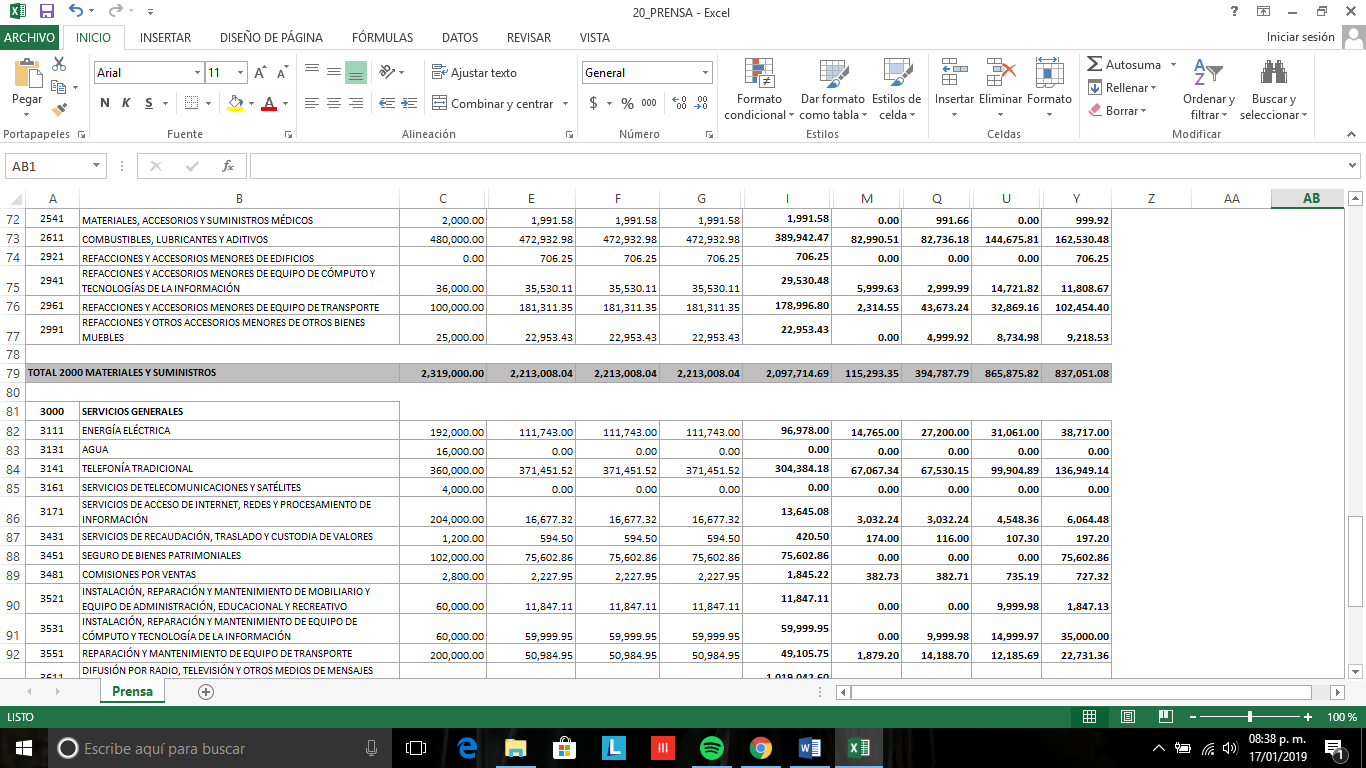 20_PRENSA - Excel
ARCHIVO INICIO INSERTAR DISEÑO DE PÁGINA FÓRMULAS DATOS REVISAR VISTA Iniciar sesión
Arial 11 Ajustar texto General Autosuma
Pegar Rellenar
N K S Combinar y centrar $ % 000 Borrar
Formato condicional Dar formato como tabla Estilos de celda Insertar Eliminar Formato Ordenar y filtrar Buscar y seleccionar
Portapapeles Fuente Alineación Número Estilos Celdas Modificar
AB1 fx
A B C E F G I M Q U Y Z AA AB
72 2541 MATERIALES, ACCESORIOS Y SUMINISTROS MÉDICOS 2,000.00 1,991.58 1,991.58 1,991.58 1,991.58 0.00 991.66 0.00 999.92
73 2611 COMBUSTIBLES, LUBRICANTES Y ADITIVOS 480,000.00 472,932.98 472,932.98 472,932.98 389,942.47 82,990.51 82,736.18 144,675.81 162,530.48
74 2921 REFACCIONES Y ACCESORIOS MENORES DE EDIFICIOS 0.00 706.25 706.25 706.25 706.25 0.00 0.00 0.00 706.25
REFACCIONES Y ACCESORIOS MENORES DE EQUIPO DE CÓMPUTO Y
75 2941 TECNOLOGÍAS DE LA INFORMACIÓN 36,000.00 35,530.11 35,530.11 35,530.11 29,530.48 5,999.63 2,999.99 14,721.82 11,808.67
76 2961 REFACCIONES Y ACCESORIOS MENORES DE EQUIPO DE TRANSPORTE 100,000.00 181,311.35 181,311.35 181,311.35 178,996.80 2,314.55 43,673.24 32,869.16 102,454.40
REFACCIONES Y OTROS ACCESORIOS MENORES DE OTROS BIENES
77 2991 MUEBLES 25,000.00 22,953.43 22,953.43 22,953.43 22,953.43 0.00 4,999.92 8,734.98 9,218.53
78
79 TOTAL 2000 MATERIALES Y SUMINISTROS 2,319,000.00 2,213,008.04 2,213,008.04 2,213,008.04 2,097,714.69 115,293.35 394,787.79 865,875.82 837,051.08
80
81 3000 SERVICIOS GENERALES
82 3111 ENERGÍA ELÉCTRICA 192,000.00 111,743.00 111,743.00 111,743.00 96,978.00 14,765.00 27,200.00 31,061.00 38,717.00
83 3131 AGUA 16,000.00 0.00 0.00 0.00 0.00 0.00 0.00 0.00 0.00
84 3141 TELEFONÍA TRADICIONAL 360,000.00 371,451.52 371,451.52 371,451.52 304,384.18 67,067.34 67,530.15 99,904.89 136,949.14
85 3161 SERVICIOS DE TELECOMUNICACIONES Y SATÉLITES 4,000.00 0.00 0.00 0.00 0.00 0.00 0.00 0.00 0.00
SERVICIOS DE ACCESO DE INTERNET, REDES Y PROCESAMIENTO DE
86 3171 INFORMACIÓN 204,000.00 16,677.32 16,677.32 16,677.32 13,645.08 3,032.24 3,032.24 4,548.36 6,064.48
87 3431 SERVICIOS DE RECAUDACIÓN, TRASLADO Y CUSTODIA DE VALORES 1,200.00 594.50 594.50 594.50 420.50 174.00 116.00 107.30 197.20
88 3451 SEGURO DE BIENES PATRIMONIALES 102,000.00 75,602.86 75,602.86 75,602.86 75,602.86 0.00 0.00 0.00 75,602.86
89 3481 COMISIONES POR VENTAS 2,800.00 2,227.95 2,227.95 2,227.95 1,845.22 382.73 382.71 735.19 727.32
INSTALACIÓN, REPARACIÓN Y MANTENIMIENTO DE MOBILIARIO Y
90 3521 EQUIPO DE ADMINISTRACIÓN, EDUCACIONAL Y RECREATIVO 60,000.00 11,847.11 11,847.11 11,847.11 11,847.11 0.00 0.00 9,999.98 1,847.13
INSTALACIÓN, REPARACIÓN Y MANTENIMIENTO DE EQUIPO DE
91 3531 CÓMPUTO Y TECNOLOGÍA DE LA INFORMACIÓN 60,000.00 59,999.95 59,999.95 59,999.95 59,999.95 0.00 9,999.98 14,999.97 35,000.00
92 3551 REPARACIÓN Y MANTENIMIENTO DE EQUIPO DE TRANSPORTE 200,000.00 50,984.95 50,984.95 50,984.95 49,105.75 1,879.20 14,188.70 12,185.69 22,731.36
DIFUSIÓN POR RADIO, TELEVISIÓN Y OTROS MEDIOS DE MENSAJES
Prensa
LISTO 100 %
Escribe aquí para buscar
08:38 p. m.
17/01/2019